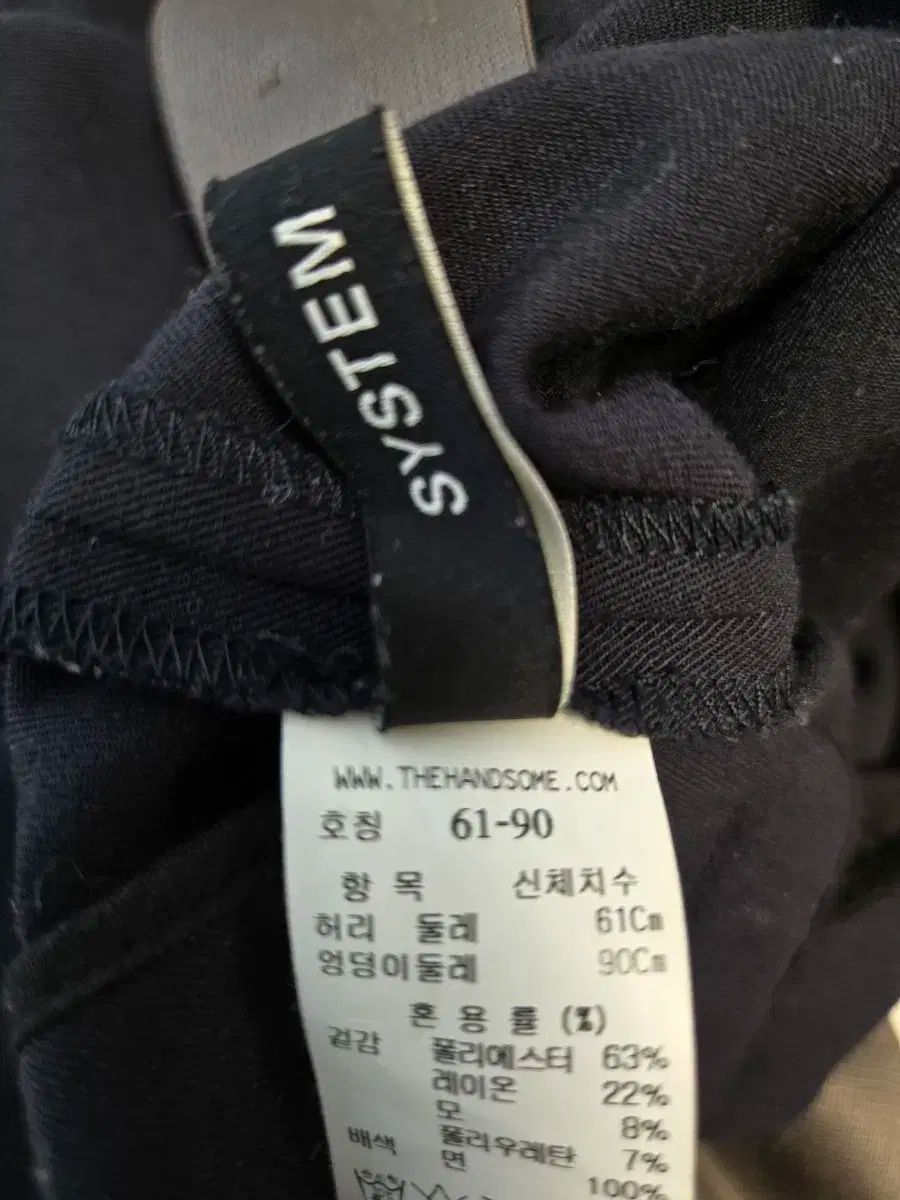 SYSTEM
WWW.THEHANDSOME.COM
호칭 61-90
항 목 신체치수
허리 둘레 61Cm
엉덩이둘레 90Cm
혼 용 률 (%)
겉감 폴리에스터 63%
레이온 22%
모 8%
폴리우레탄 7%
배색 면 100%